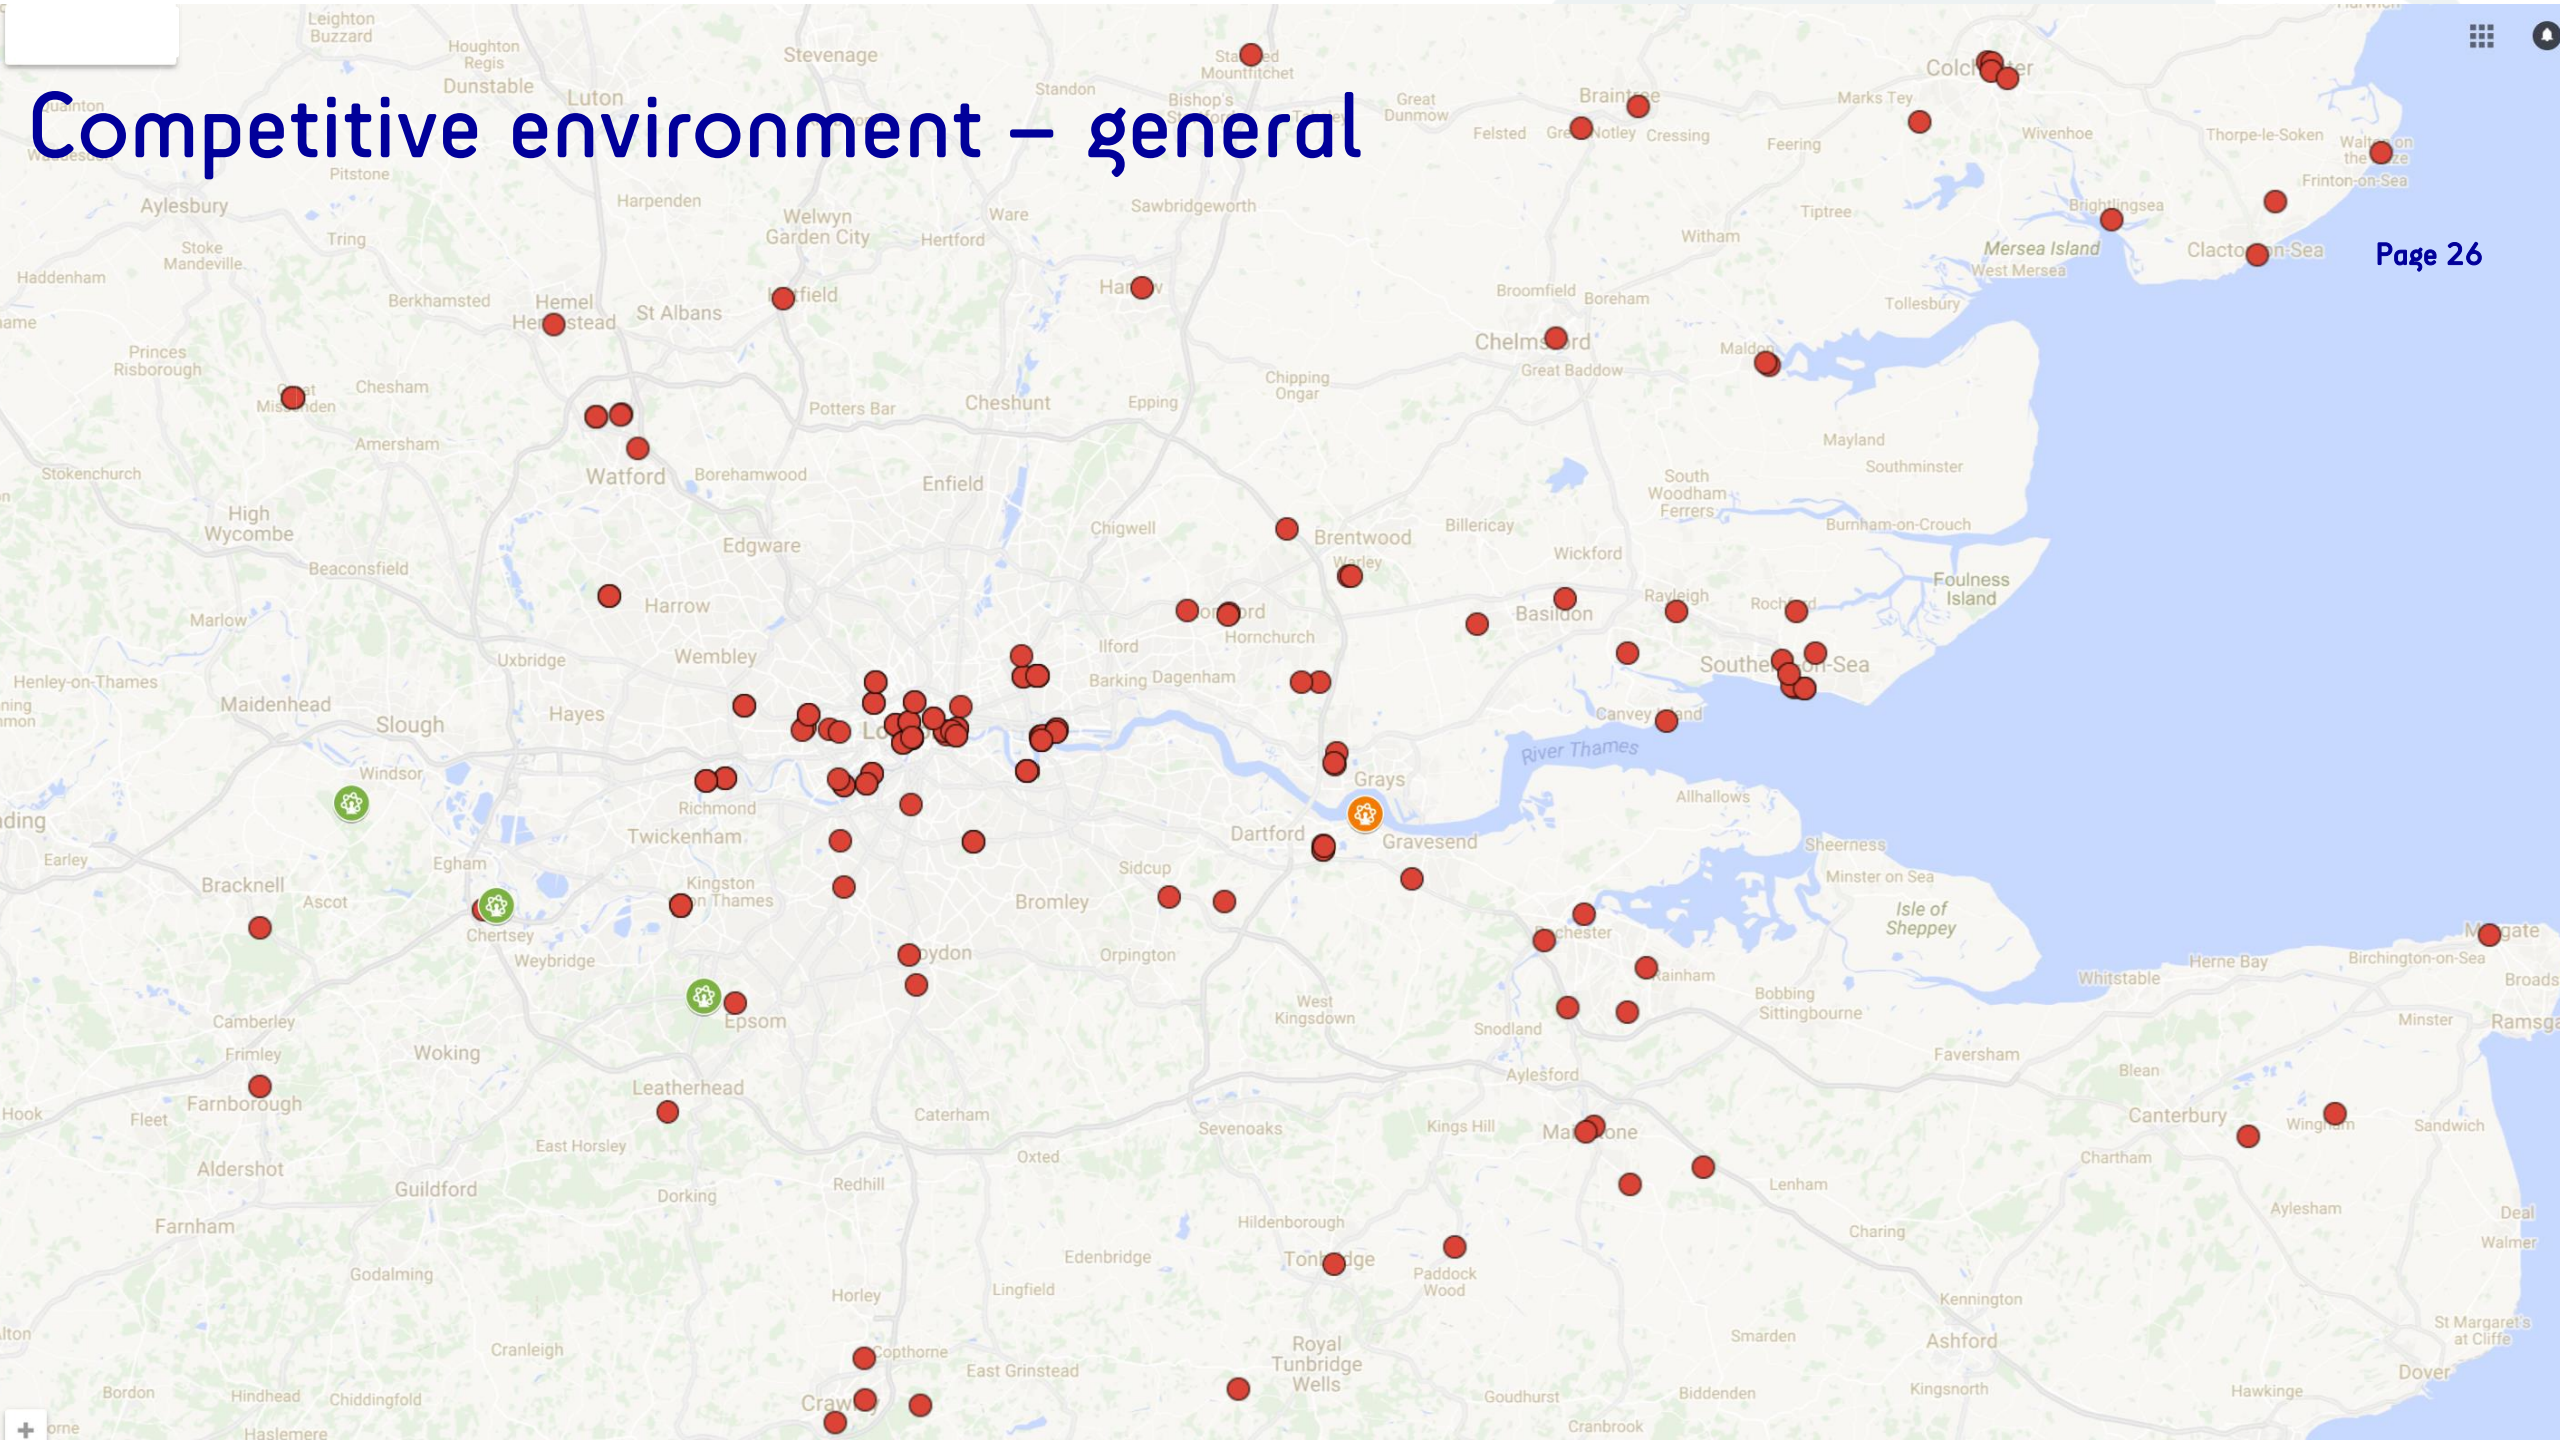 Competitive environment – general
Page 26
Leighton
Buzzard
Houghton
Regis
Dunstable
Luton
Stevenage
Mountfitchet
Standon
Bishop's
Great
Dunmow
Braintree
Felsted
Cressing
Marks Tey
Feering
Wivenhoe
Thorpe-le-Soken
Frinton-on-Sea
Brightlingsea
Quainton
Pitstone
Aylesbury
Harpenden
Welwyn
Garden City
Ware
Hertford
Sawbridgeworth
Tiptree
Witham
Mersea Island
West Mersea
Stoke
Mandeville
Tring
Haddenham
Berkhamsted
Hemel
St Albans
Broomfield
Boreham
Tollesbury
Princes
Risborough
Chesham
Great Baddow
Maldon
Chipping
Ongar
Potters Bar
Cheshunt
Epping
Amersham
Mayland
Southminster
Stokenchurch
Watford
Borehamwood
Enfield
South
Woodham
Ferrers
High
Wycombe
Chigwell
Brentwood
Billericay
Burnham-on-Crouch
Edgware
Warley
Wickford
Beaconsfield
Foulness
Island
Marlow
Harrow
Basildon
Rayleigh
Hornchurch
Ilford
Uxbridge
Wembley
Barking
Dagenham
Henley-on-Thames
Maidenhead
Slough
Hayes
River Thames
Windsor
Richmond
Grays
Allhallows
Twickenham
Dartford
Gravesend
Sheerness
Earley
Egham
Sidcup
Minster on Sea
Bracknell
Ascot
Kingston
Bromley
Isle of
Sheppey
Chertsey
Weybridge
Orpington
Rainham
Whitstable
Herne Bay
Birchington-on-Sea
West
Kingsdown
Bobbing
Sittingbourne
Camberley
Epsom
Snodland
Minster
Frimley
Woking
Faversham
Leatherhead
Aylesford
Blean
Hook
Fleet
Farnborough
Caterham
Sevenoaks
Kings Hill
Canterbury
Wingham
Sandwich
East Horsley
Oxted
Chartham
Aldershot
Guildford
Dorking
Redhill
Lenham
Farnham
Hildenborough
Charing
Aylesham
Deal
Walmer
Godalming
Edenbridge
Paddock
Wood
Horley
Lingfield
Kennington
Cranleigh
Copthorne
East Grinstead
Royal
Tunbridge
Wells
Smarden
Ashford
St Margaret's
at Cliffe
Dover
Bordon
Hindhead
Chiddingfold
Goudhurst
Biddenden
Kingsnorth
Hawkinge
Haslemere
Cranbrook